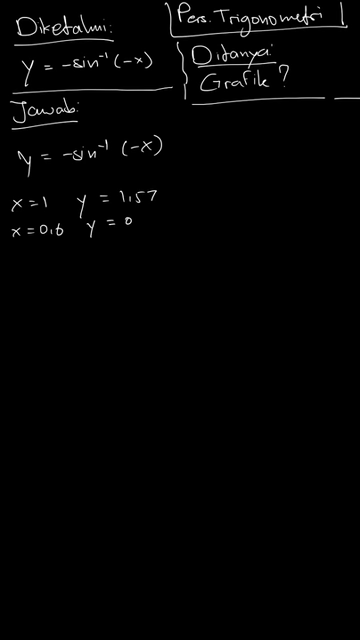 Diketahui:
y = -sin⁻¹(-x)
Pers. Trigonometri
Ditanya:
Grafik ?
Jawab:
y = -sin⁻¹(-x)
x = 1 y = 1,57
x = 0,6 y = 0